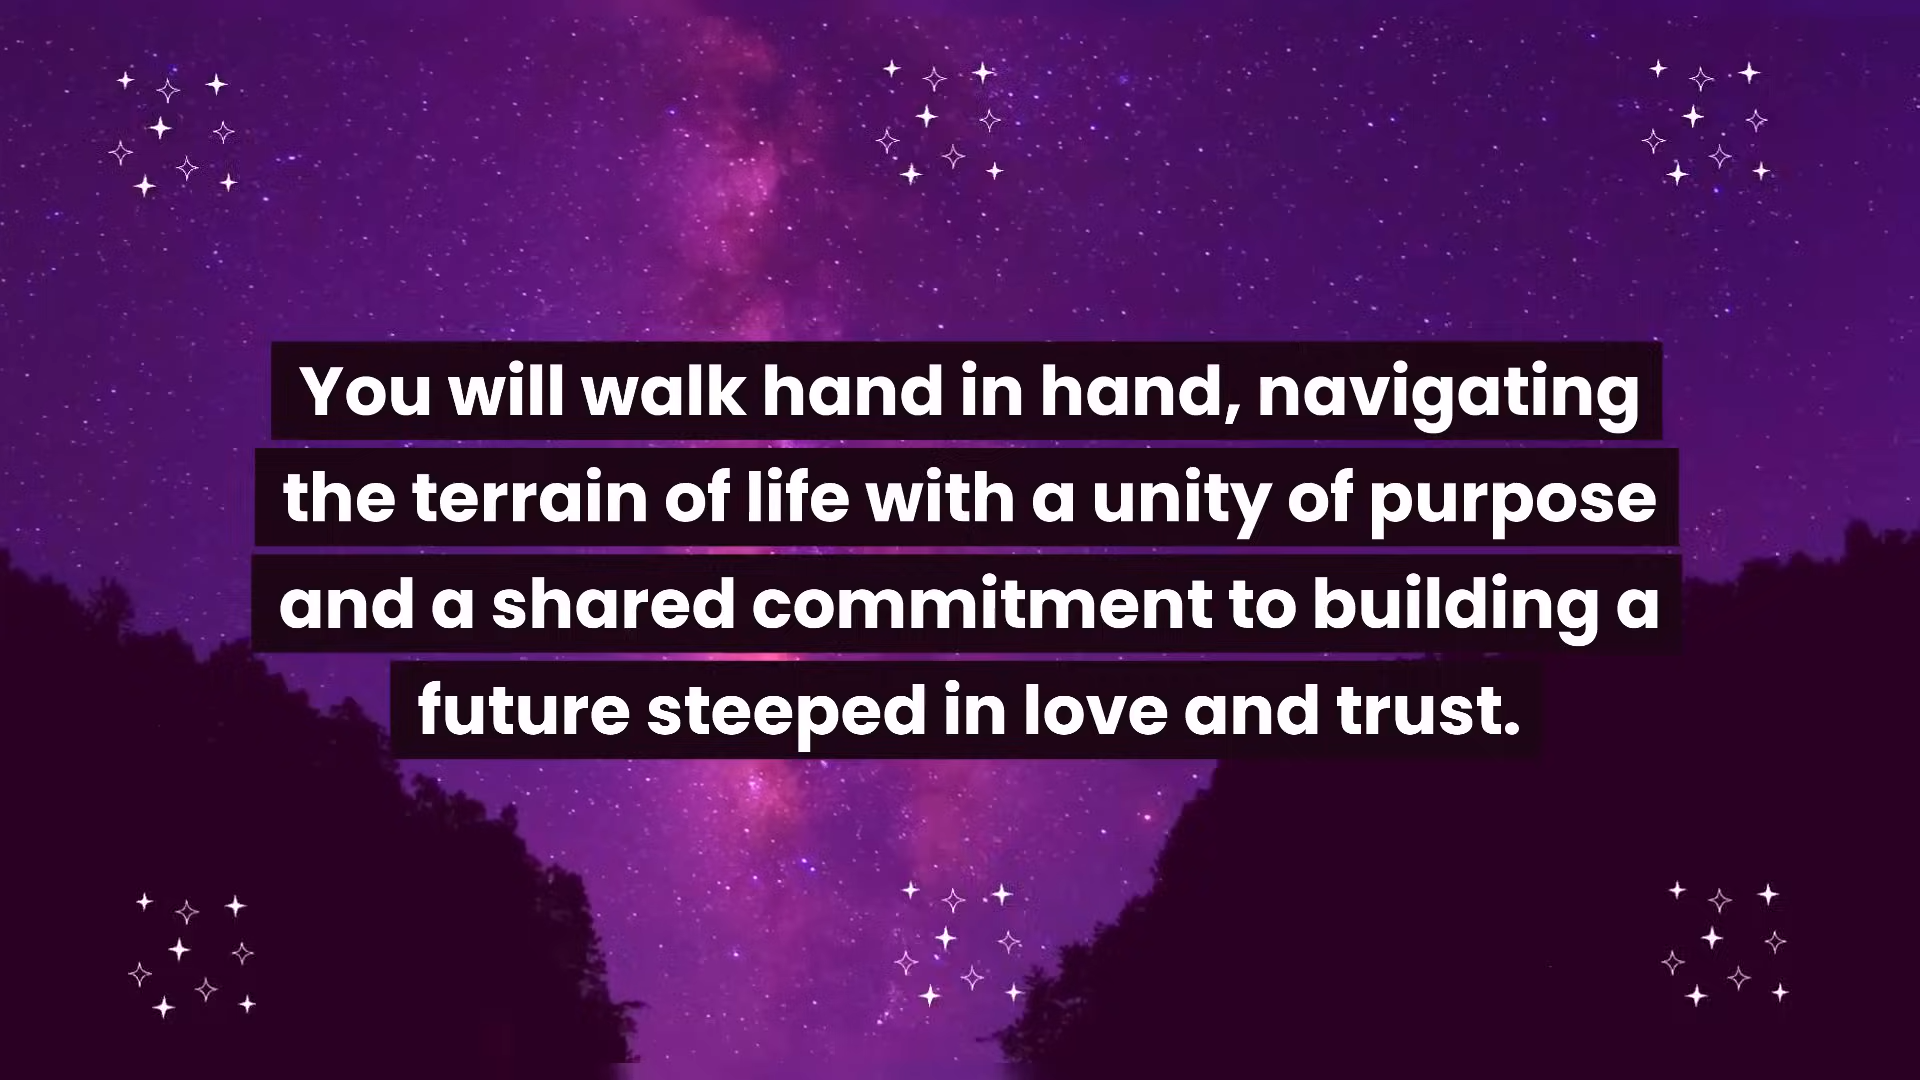 You will walk hand in hand, navigating
the terrain of life with a unity of purpose
and a shared commitment to building a
future steeped in love and trust.